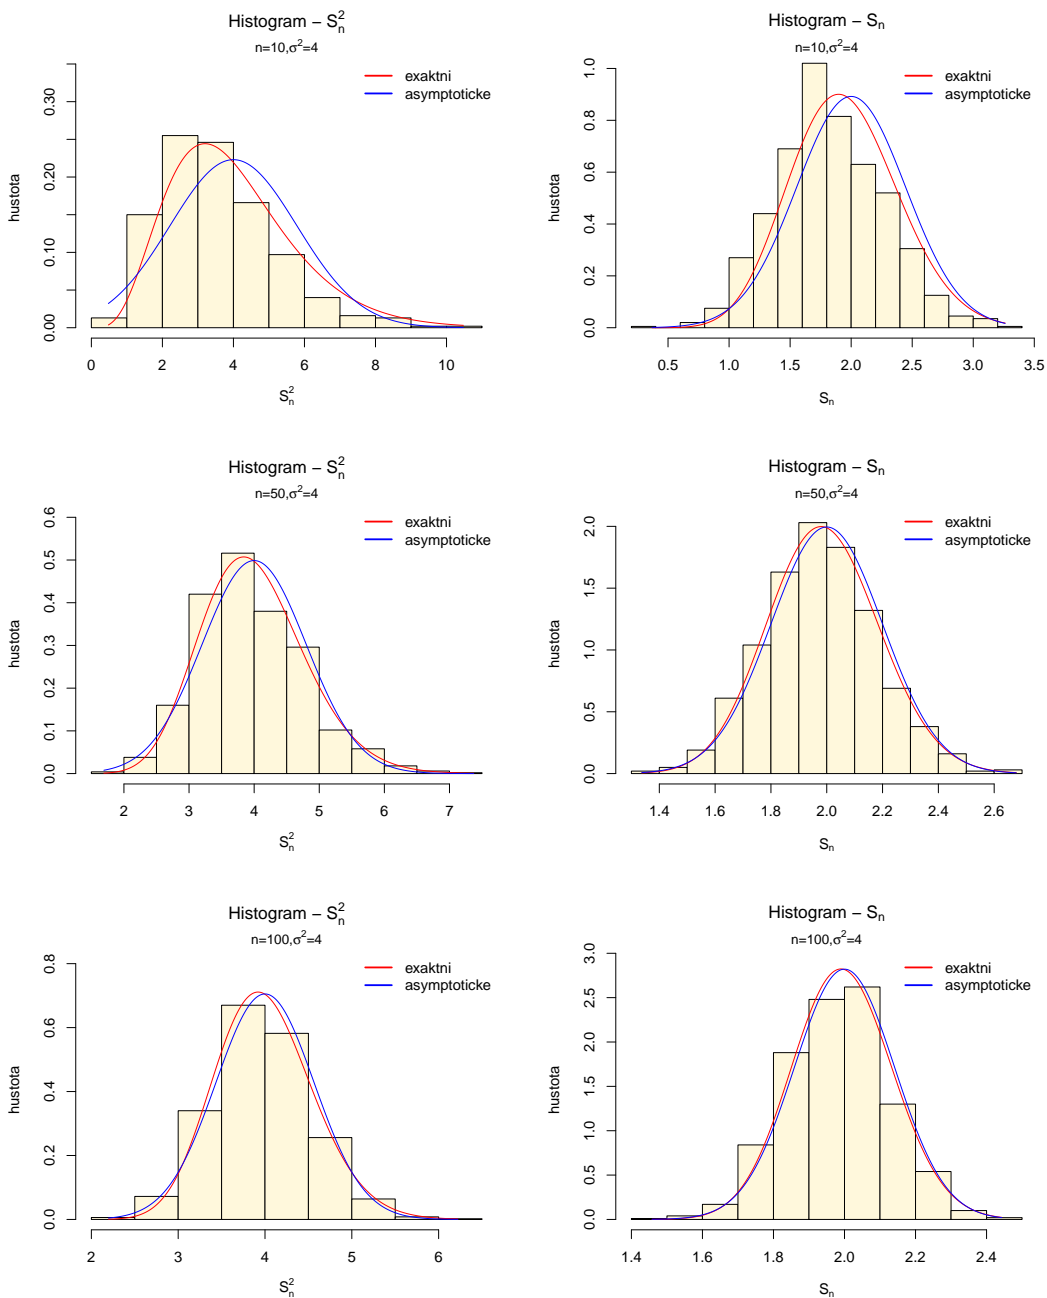 Histogram − S²ₙ
n=10,σ²=4
exaktni
asymptoticke
hustota
0.00 0.10 0.20 0.30
0 2 4 6 8 10
S²ₙ
Histogram − Sₙ
n=10,σ²=4
exaktni
asymptoticke
hustota
0.0 0.2 0.4 0.6 0.8 1.0
0.5 1.0 1.5 2.0 2.5 3.0 3.5
Sₙ
Histogram − S²ₙ
n=50,σ²=4
exaktni
asymptoticke
hustota
0.0 0.1 0.2 0.3 0.4 0.5 0.6
2 3 4 5 6 7
S²ₙ
Histogram − Sₙ
n=50,σ²=4
exaktni
asymptoticke
hustota
0.0 0.5 1.0 1.5 2.0
1.4 1.6 1.8 2.0 2.2 2.4 2.6
Sₙ
Histogram − S²ₙ
n=100,σ²=4
exaktni
asymptoticke
hustota
0.0 0.2 0.4 0.6 0.8
2 3 4 5 6
S²ₙ
Histogram − Sₙ
n=100,σ²=4
exaktni
asymptoticke
hustota
0.0 0.5 1.0 1.5 2.0 2.5 3.0
1.4 1.6 1.8 2.0 2.2 2.4
Sₙ